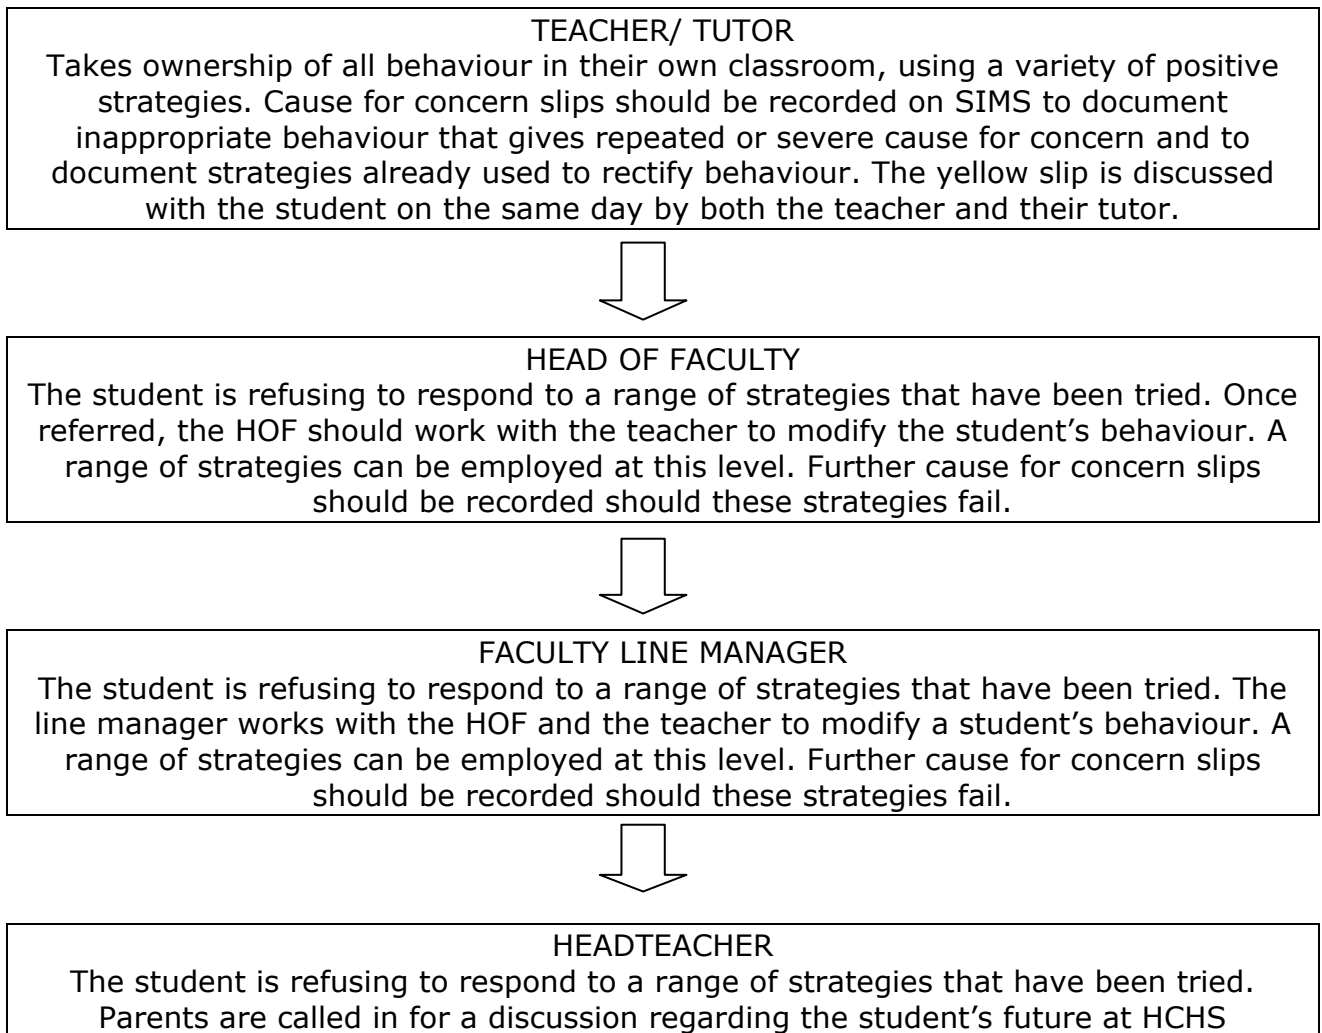 TEACHER/ TUTOR
Takes ownership of all behaviour in their own classroom, using a variety of positive
strategies. Cause for concern slips should be recorded on SIMS to document
inappropriate behaviour that gives repeated or severe cause for concern and to
document strategies already used to rectify behaviour. The yellow slip is discussed
with the student on the same day by both the teacher and their tutor.
HEAD OF FACULTY
The student is refusing to respond to a range of strategies that have been tried. Once
referred, the HOF should work with the teacher to modify the student’s behaviour. A
range of strategies can be employed at this level. Further cause for concern slips
should be recorded should these strategies fail.
FACULTY LINE MANAGER
The student is refusing to respond to a range of strategies that have been tried. The
line manager works with the HOF and the teacher to modify a student’s behaviour. A
range of strategies can be employed at this level. Further cause for concern slips
should be recorded should these strategies fail.
HEADTEACHER
The student is refusing to respond to a range of strategies that have been tried.
Parents are called in for a discussion regarding the student’s future at HCHS